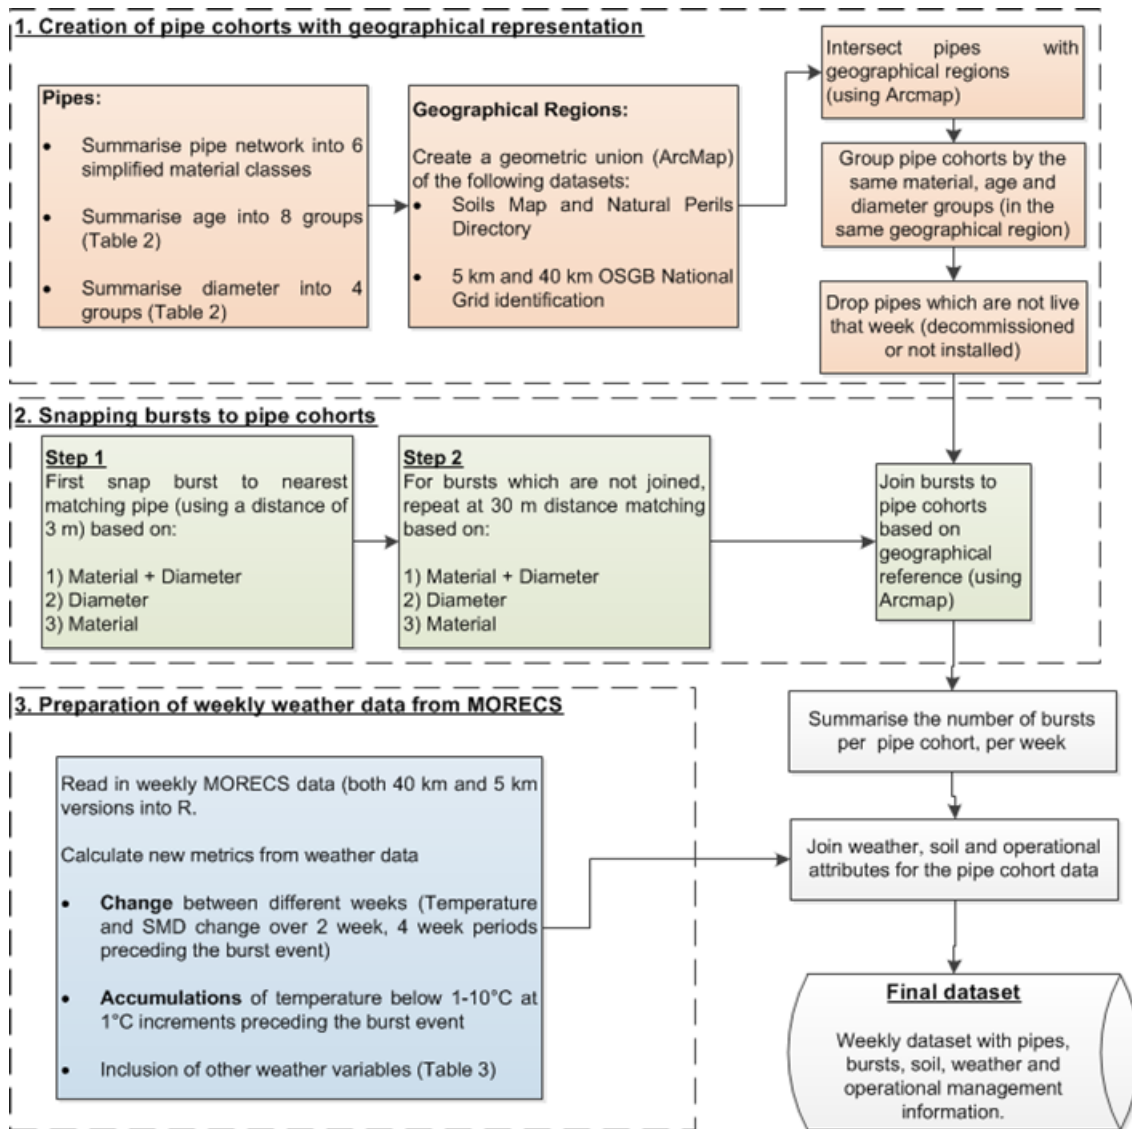 1. Creation of pipe cohorts with geographical representation
Pipes:
• Summarise pipe network into 6
simplified material classes
• Summarise age into 8 groups
(Table 2)
• Summarise diameter into 4
groups (Table 2)
Geographical Regions:
Create a geometric union (ArcMap)
of the following datasets:
• Soils Map and Natural Perils
Directory
• 5 km and 40 km OSGB National
Grid identification
Intersect pipes with
geographical regions
(using Arcmap)
Group pipe cohorts by the
same material, age and
diameter groups (in the
same geographical region)
Drop pipes which are not live
that week (decommissioned
or not installed)
2. Snapping bursts to pipe cohorts
Step 1
First snap burst to nearest
matching pipe (using a distance of
3 m) based on:
1) Material + Diameter
2) Diameter
3) Material
Step 2
For bursts which are not joined,
repeat at 30 m distance matching
based on:
1) Material + Diameter
2) Diameter
3) Material
Join bursts to
pipe cohorts
based on
geographical
reference (using
Arcmap)
3. Preparation of weekly weather data from MORECS
Read in weekly MORECS data (both 40 km and 5 km
versions into R.
Calculate new metrics from weather data
• Change between different weeks (Temperature
and SMD change over 2 week, 4 week periods
preceding the burst event)
• Accumulations of temperature below 1-10°C at
1°C increments preceding the burst event
• Inclusion of other weather variables (Table 3)
Summarise the number of bursts
per pipe cohort, per week
Join weather, soil and operational
attributes for the pipe cohort data
Final dataset
Weekly dataset with pipes,
bursts, soil, weather and
operational management
information.